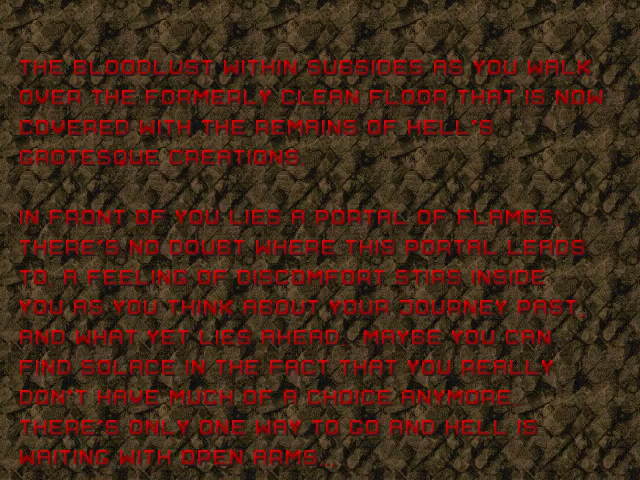 THE BLOODLUST WITHIN SUBSIDES AS YOU WALK
OVER THE FORMERLY CLEAN FLOOR THAT IS NOW
COVERED WITH THE REMAINS OF HELL'S
GROTESQUE CREATIONS.

IN FRONT OF YOU LIES A PORTAL OF FLAMES.
THERE'S NO DOUBT WHERE THIS PORTAL LEADS
TO. A FEELING OF DISCOMFORT STIRS INSIDE
YOU AS YOU THINK ABOUT YOUR JOURNEY PAST,
AND WHAT YET LIES AHEAD. MAYBE YOU CAN
FIND SOLACE IN THE FACT THAT YOU REALLY
DON'T HAVE MUCH OF A CHOICE ANYMORE.
THERE'S ONLY ONE WAY TO GO AND HELL IS
WAITING WITH OPEN ARMS...